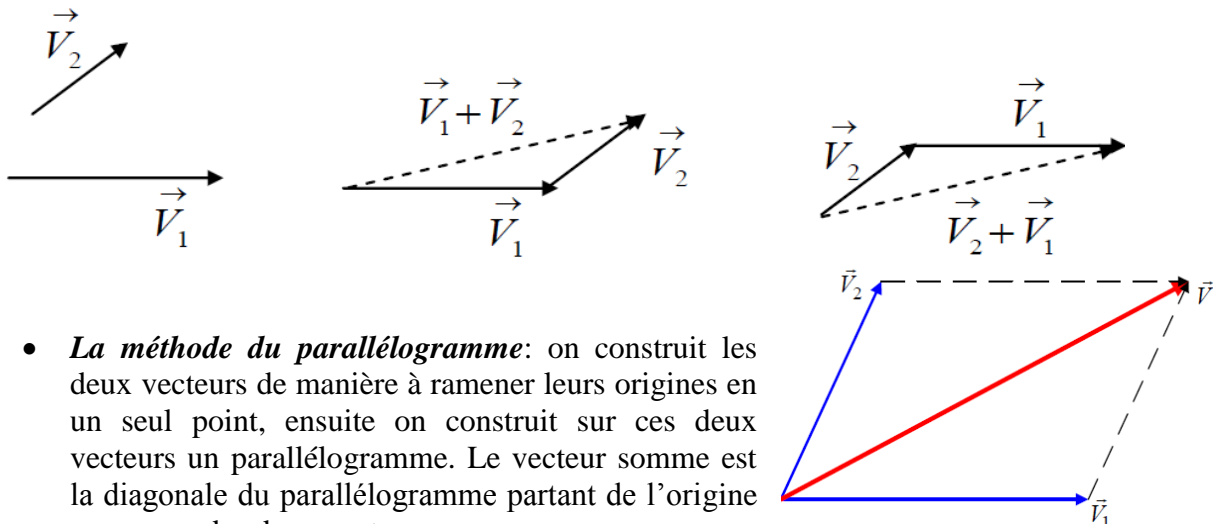 V⃗₂
V⃗₁
V⃗₁+V⃗₂
V⃗₂
V⃗₁
V⃗₁
V⃗₂
V⃗₂+V⃗₁
V⃗₂
V⃗
V⃗₁
• La méthode du parallélogramme: on construit les
deux vecteurs de manière à ramener leurs origines en
un seul point, ensuite on construit sur ces deux
vecteurs un parallélogramme. Le vecteur somme est
la diagonale du parallélogramme partant de l’origine